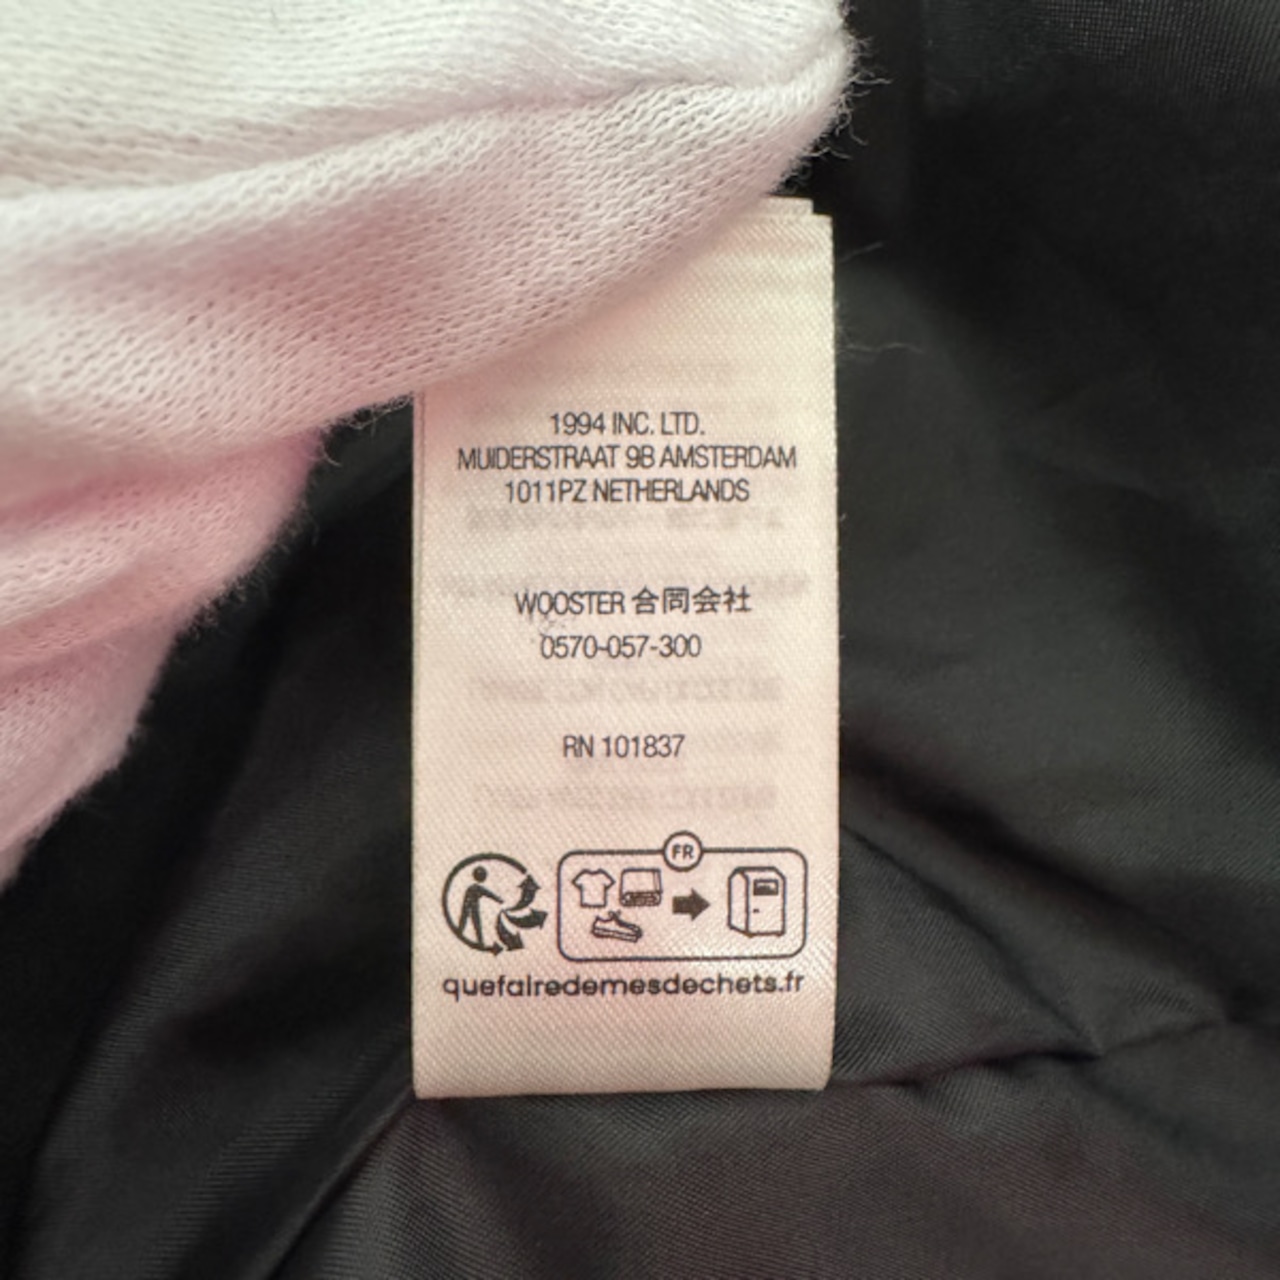 1994 INC. LTD.
MUIDERSTRAAT 9B AMSTERDAM
1011PZ NETHERLANDS
WOOSTER 合同会社
0570-057-300
RN 101837
FR
quefairedemesdechets.fr